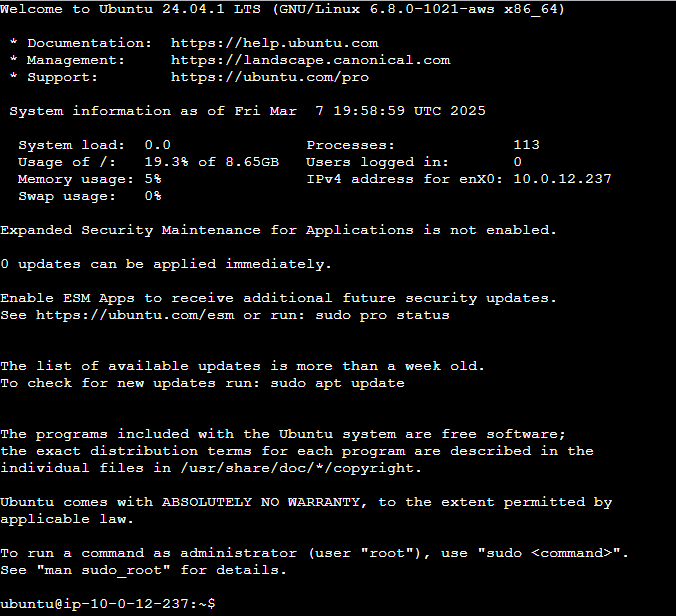 Welcome to Ubuntu 24.04.1 LTS (GNU/Linux 6.8.0-1021-aws x86_64)

 * Documentation:  https://help.ubuntu.com
 * Management:     https://landscape.canonical.com
 * Support:        https://ubuntu.com/pro

 System information as of Fri Mar  7 19:58:59 UTC 2025

  System load:  0.0               Processes:             113
  Usage of /:   19.3% of 8.65GB   Users logged in:       0
  Memory usage: 5%                IPv4 address for enX0: 10.0.12.237
  Swap usage:   0%

Expanded Security Maintenance for Applications is not enabled.

0 updates can be applied immediately.

Enable ESM Apps to receive additional future security updates.
See https://ubuntu.com/esm or run: sudo pro status


The list of available updates is more than a week old.
To check for new updates run: sudo apt update


The programs included with the Ubuntu system are free software;
the exact distribution terms for each program are described in the
individual files in /usr/share/doc/*/copyright.

Ubuntu comes with ABSOLUTELY NO WARRANTY, to the extent permitted by
applicable law.

To run a command as administrator (user "root"), use "sudo <command>".
See "man sudo_root" for details.

ubuntu@ip-10-0-12-237:~$